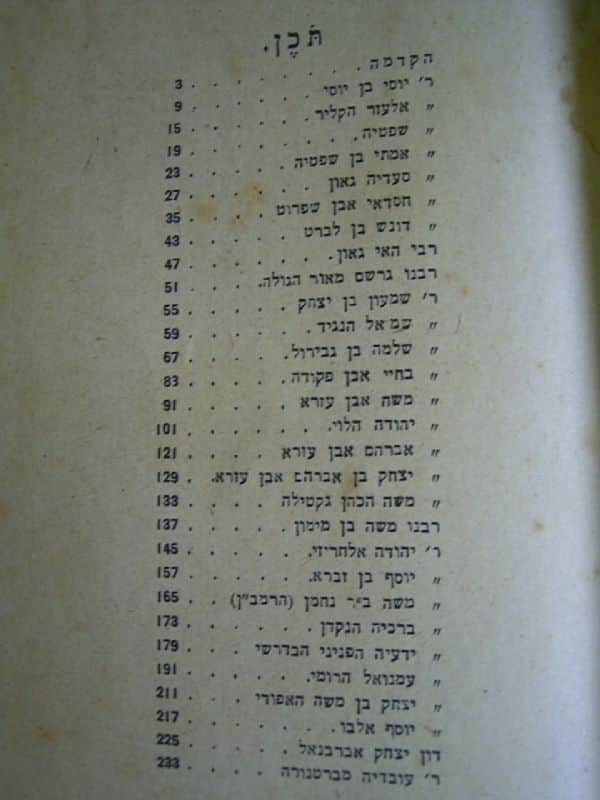 תֹּכֶן.
הקדמה . . . . . . . 3
ר׳ יוסי בן יוסי . . . . . 9
״ אלעזר הקליר . . . . . 15
״ שפטיה . . . . . . 19
״ אמתי בן שפטיה . . . . . 23
״ סעדיה גאון . . . . . . 27
״ חסדאי אבן שפרוט . . . . 35
״ דונש בן לברט . . . . . 43
רבי האי גאון . . . . . . 47
רבנו גרשם מאור הגולה. . . . . 51
ר׳ שמעון בן יצחק . . . . . 55
״ שמואל הנגיד . . . . . 59
״ שלמה בן גבירול. . . . . 67
״ בחיי אבן פקודה. . . . . 83
״ משה אבן עזרא . . . . . 91
״ יהודה הלוי. . . . . . 101
״ אברהם אבן עזרא . . . . . 121
״ יצחק בן אברהם אבן עזרא. . . 129
״ משה הכהן גקטילה . . . . 133
רבנו משה בן מימון . . . . . 137
ר׳ יהודה אלחריזי. . . . . . 145
״ יוסף בן זברא. . . . . . 157
״ משה ב״ר נחמן (הרמב״ן) . . 165
״ ברכיה הנקדן . . . . . . 173
״ ידעיה הפניני הבדרשי . . . 179
״ עמנואל הרומי. . . . . 191
״ יצחק בן משה האפודי . . . 211
״ יוסף אלבו . . . . . . 217
דון יצחק אברבנאל . . . . . 225
ר׳ עובדיה מברטנורה . . . . 233